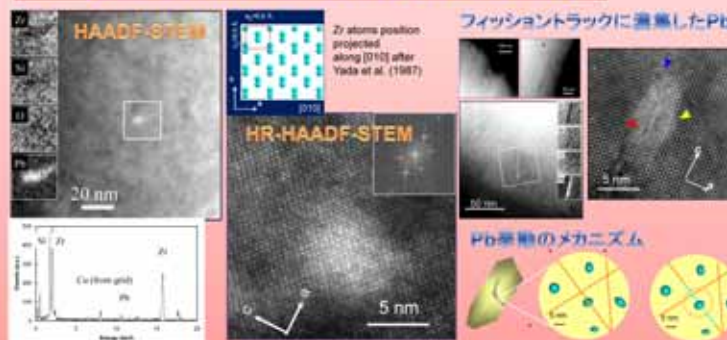 HAADF-STEM
Zr
Si
U
Pb
20 nm
Zr atoms position
projected
along [010] after
Yada et al. (1987)
[010]
HR-HAADF-STEM
5 nm
フィッショントラックに濃集したPb
50 nm
5 nm
Si
Zr
Cu (from grid)
Pb
Zr
Pb挙動のメカニズム
5 nm
5 nm